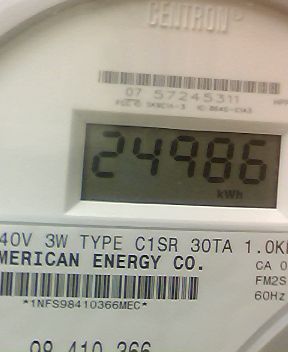 CENTRON®
07 57245311
24986
kWh
40V 3W TYPE C1SR 30TA 1.0K
MERICAN ENERGY CO.
CA 0
FM2S
60Hz
*1NFS98410366MEC*
98 410 366